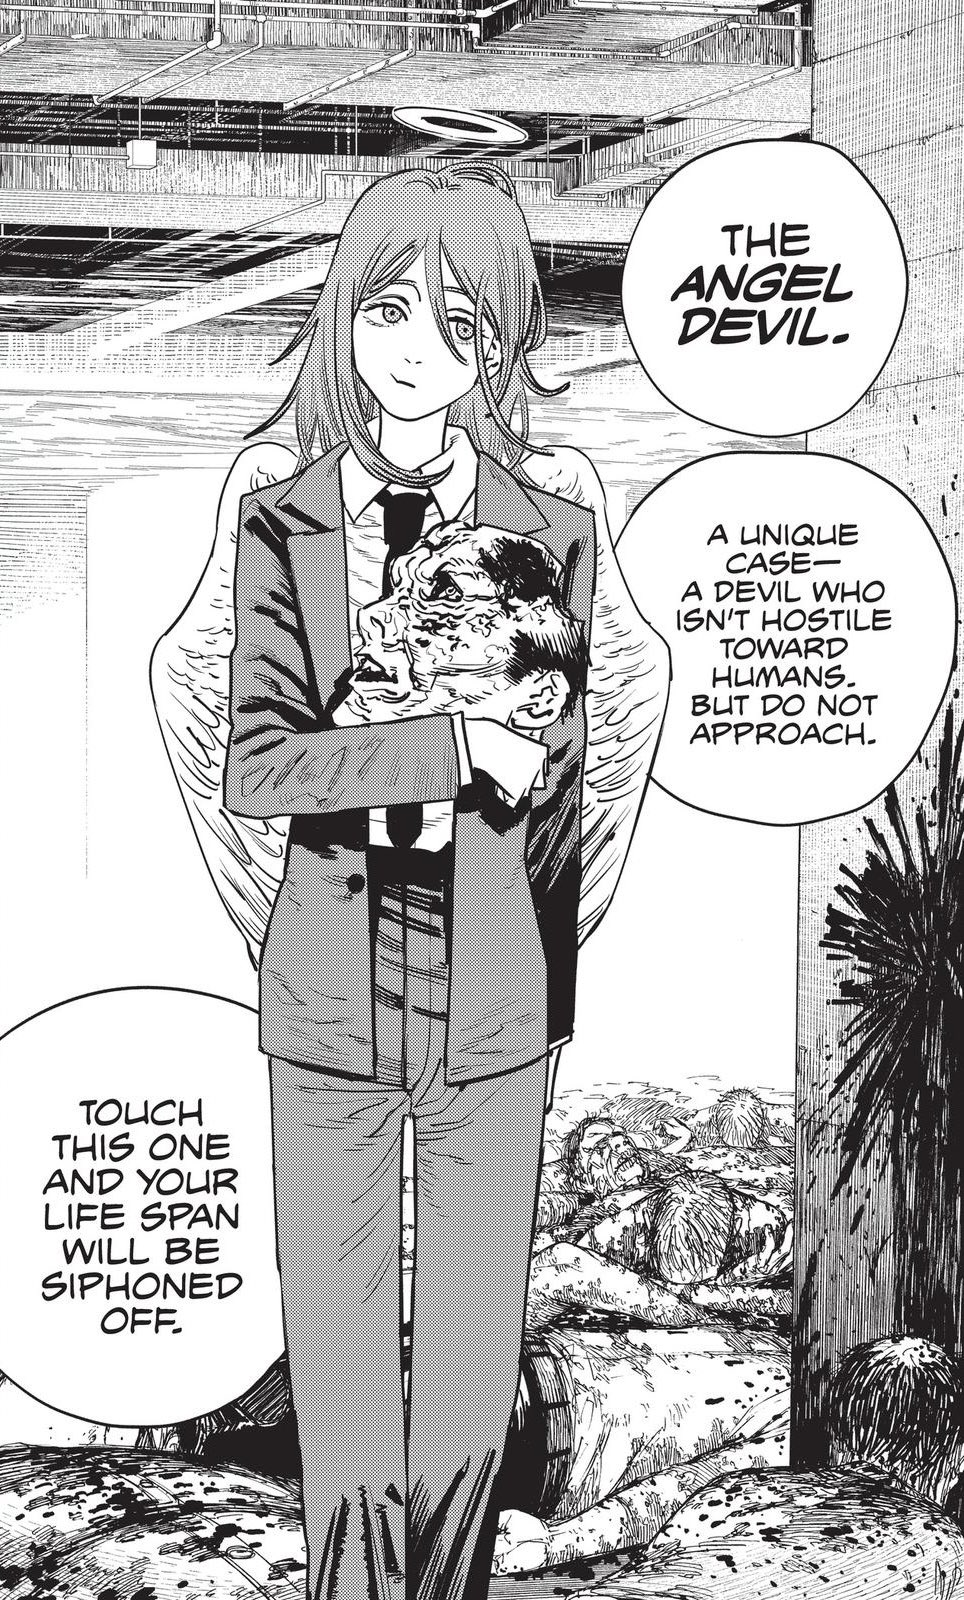 THE
ANGEL
DEVIL.
A UNIQUE
CASE—
A DEVIL WHO
ISN'T HOSTILE
TOWARD
HUMANS.
BUT DO NOT
APPROACH.
TOUCH
THIS ONE
AND YOUR
LIFE SPAN
WILL BE
SIPHONED
OFF.